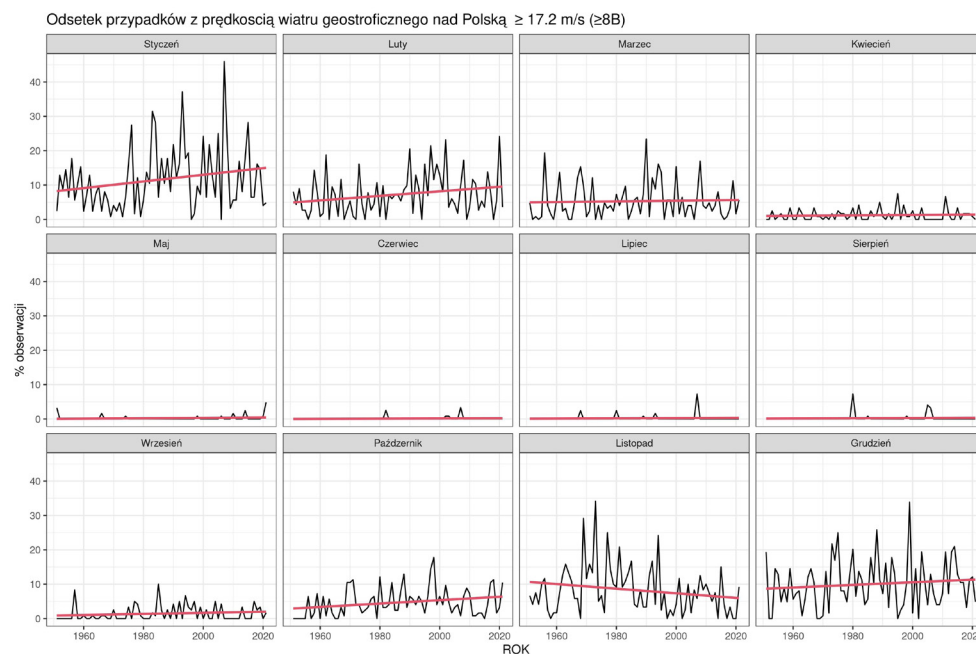 Odsetek przypadków z prędkoscią wiatru geostroficznego nad Polską ≥ 17.2 m/s (≥8B)
Styczeń Luty Marzec Kwiecień
40
30
20
10
0
Maj Czerwiec Lipiec Sierpień
40
30
20
10
0
% obserwacji
Wrzesień Październik Listopad Grudzień
40
30
20
10
0
1960 1980 2000 2020 1960 1980 2000 2020 1960 1980 2000 2020 1960 1980 2000 202
ROK